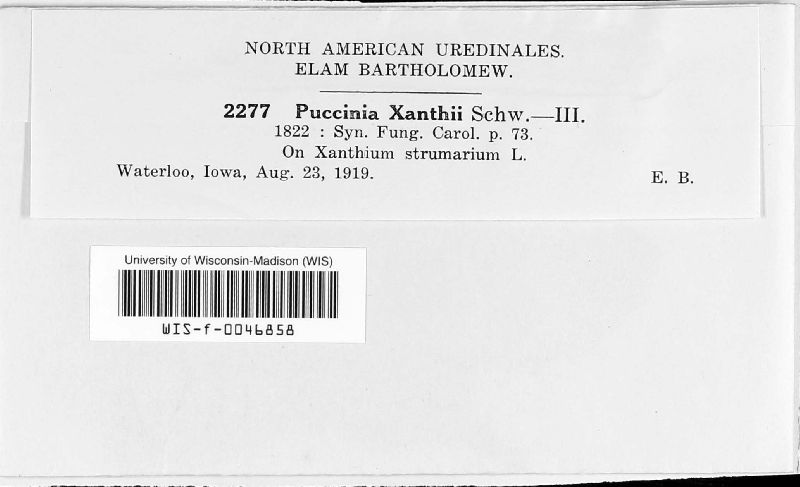 NORTH AMERICAN UREDINALES.
ELAM BARTHOLOMEW.
2277 Puccinia Xanthii Schw.—III.
1822 : Syn. Fung. Carol. p. 73.
On Xanthium strumarium L.
Waterloo, Iowa, Aug. 23, 1919. E. B.
University of Wisconsin-Madison (WIS)
WIS-f-0046858